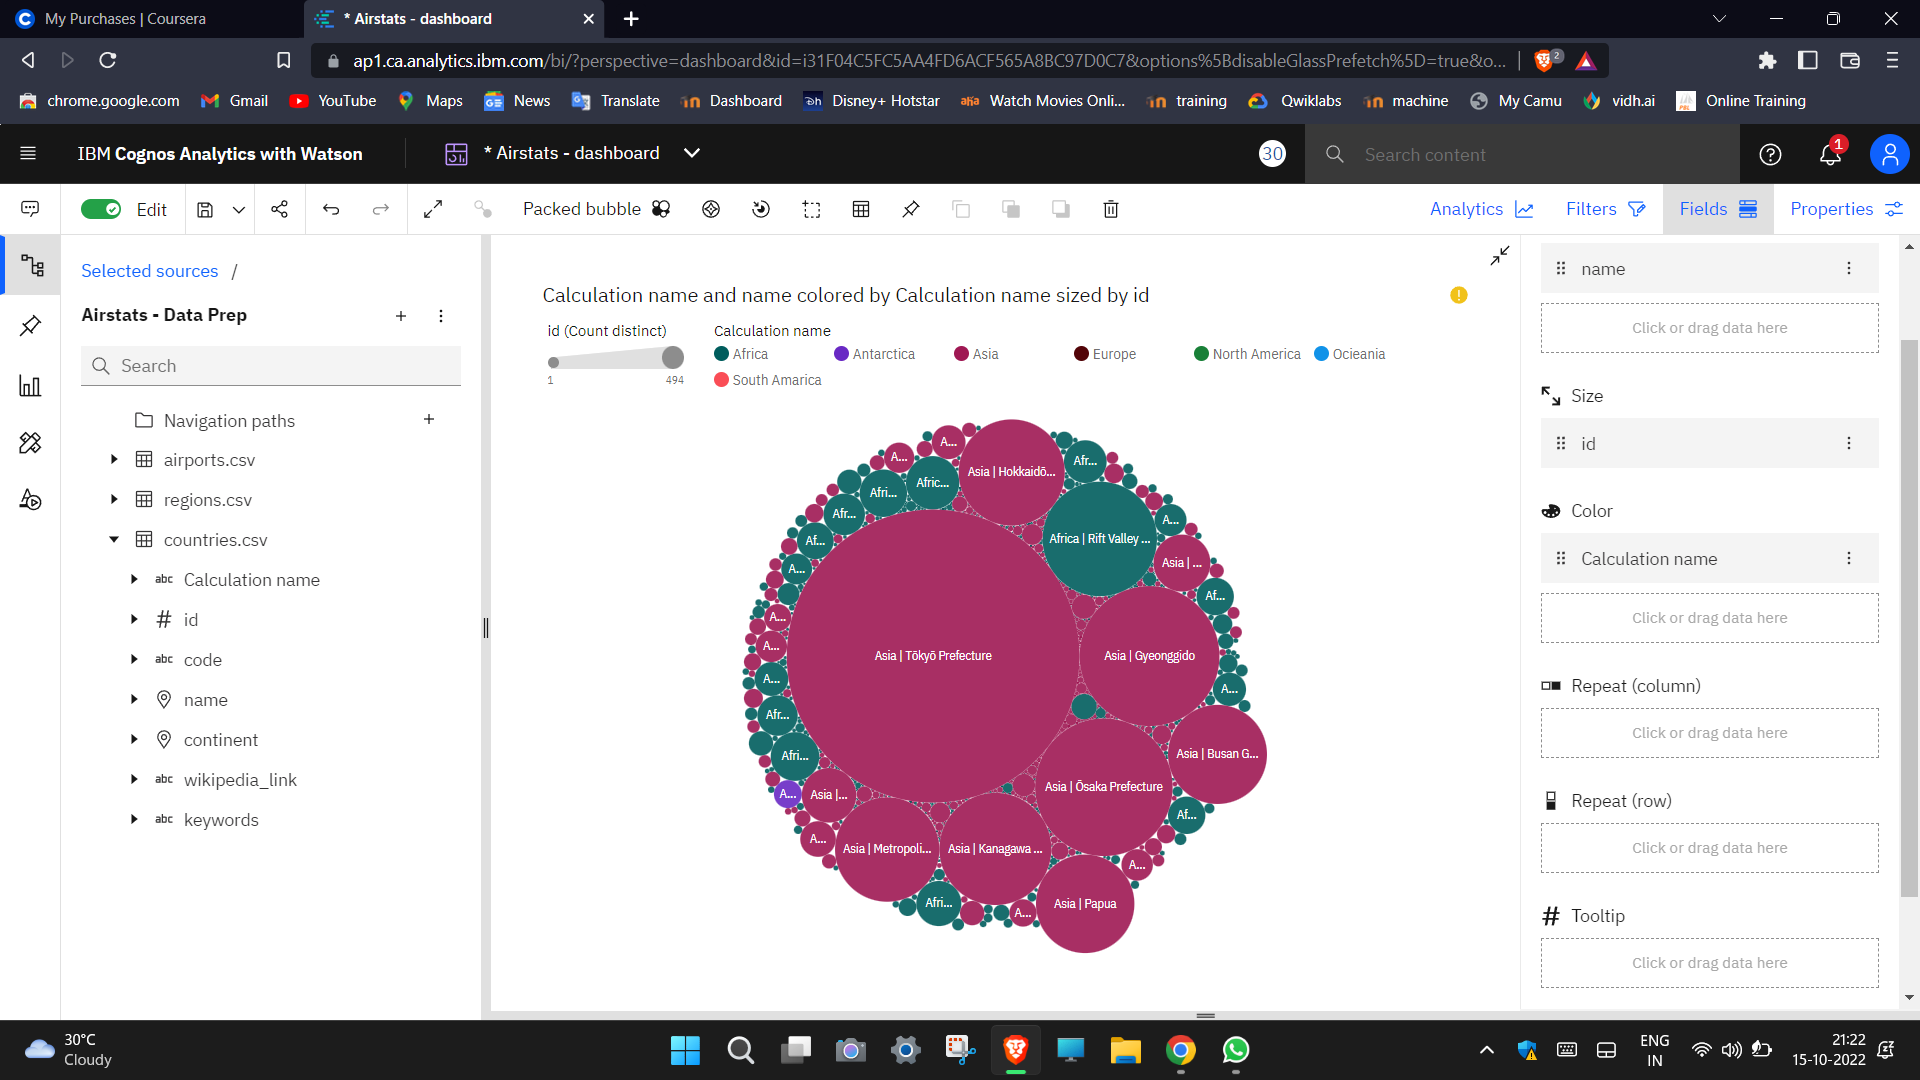 My Purchases | Coursera
* Airstats - dashboard
ap1.ca.analytics.ibm.com/bi/?perspective=dashboard&id=i31F04C5FC5AA4FD6ACF565A8BC97D0C7&options%5BdisableGlassPrefetch%5D=true&o...
2
chrome.google.com
Gmail
YouTube
Maps
News
Translate
Dashboard
Disney+ Hotstar
Watch Movies Onli...
training
Qwiklabs
machine
My Camu
vidh.ai
Online Training
IBM Cognos Analytics with Watson
* Airstats - dashboard
30
Search content
1
Edit
Packed bubble
Analytics
Filters
Fields
Properties
Selected sources /
Airstats - Data Prep
Search
Navigation paths
airports.csv
regions.csv
countries.csv
abc Calculation name
# id
abc code
name
continent
abc wikipedia_link
abc keywords
Calculation name and name colored by Calculation name sized by id
id (Count distinct)
1 494
Calculation name
Africa
Antarctica
Asia
Europe
North America
Ocieania
South Amarica
A...
A...
Asia | Hokkaidō...
Afr...
Afric...
Afri...
Afr...
Af...
A...
Africa | Rift Valley ...
A...
Asia | ...
Af...
A...
A...
Asia | Tōkyō Prefecture
Asia | Gyeonggido
A...
A...
Afr...
Afri...
Asia | Busan G...
A...
Asia |...
Asia | Ōsaka Prefecture
Af...
A...
Asia | Metropoli...
Asia | Kanagawa ...
A...
Afri...
A...
Asia | Papua
name
Click or drag data here
Size
id
Color
Calculation name
Click or drag data here
Repeat (column)
Click or drag data here
Repeat (row)
Click or drag data here
# Tooltip
Click or drag data here
30°C
Cloudy
ENG
IN
21:22
15-10-2022